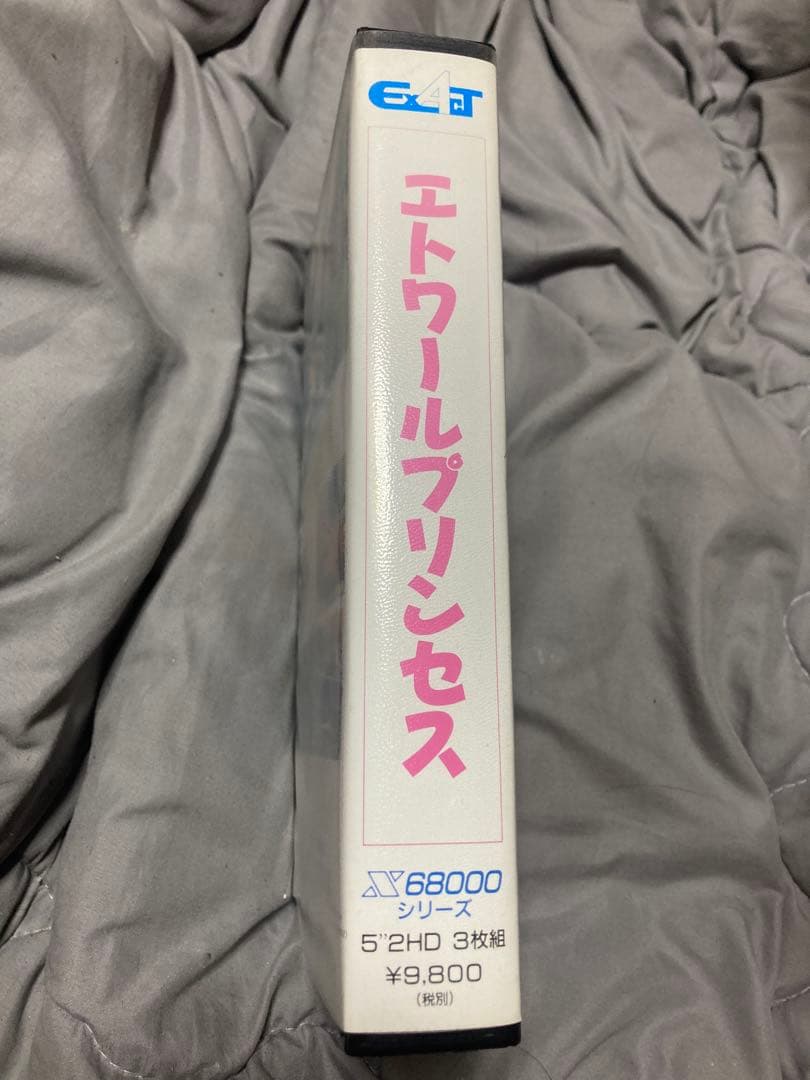 EXACT
エトワールプリンセス
X68000
シリーズ
5"2HD 3枚組
¥9,800
(税別)